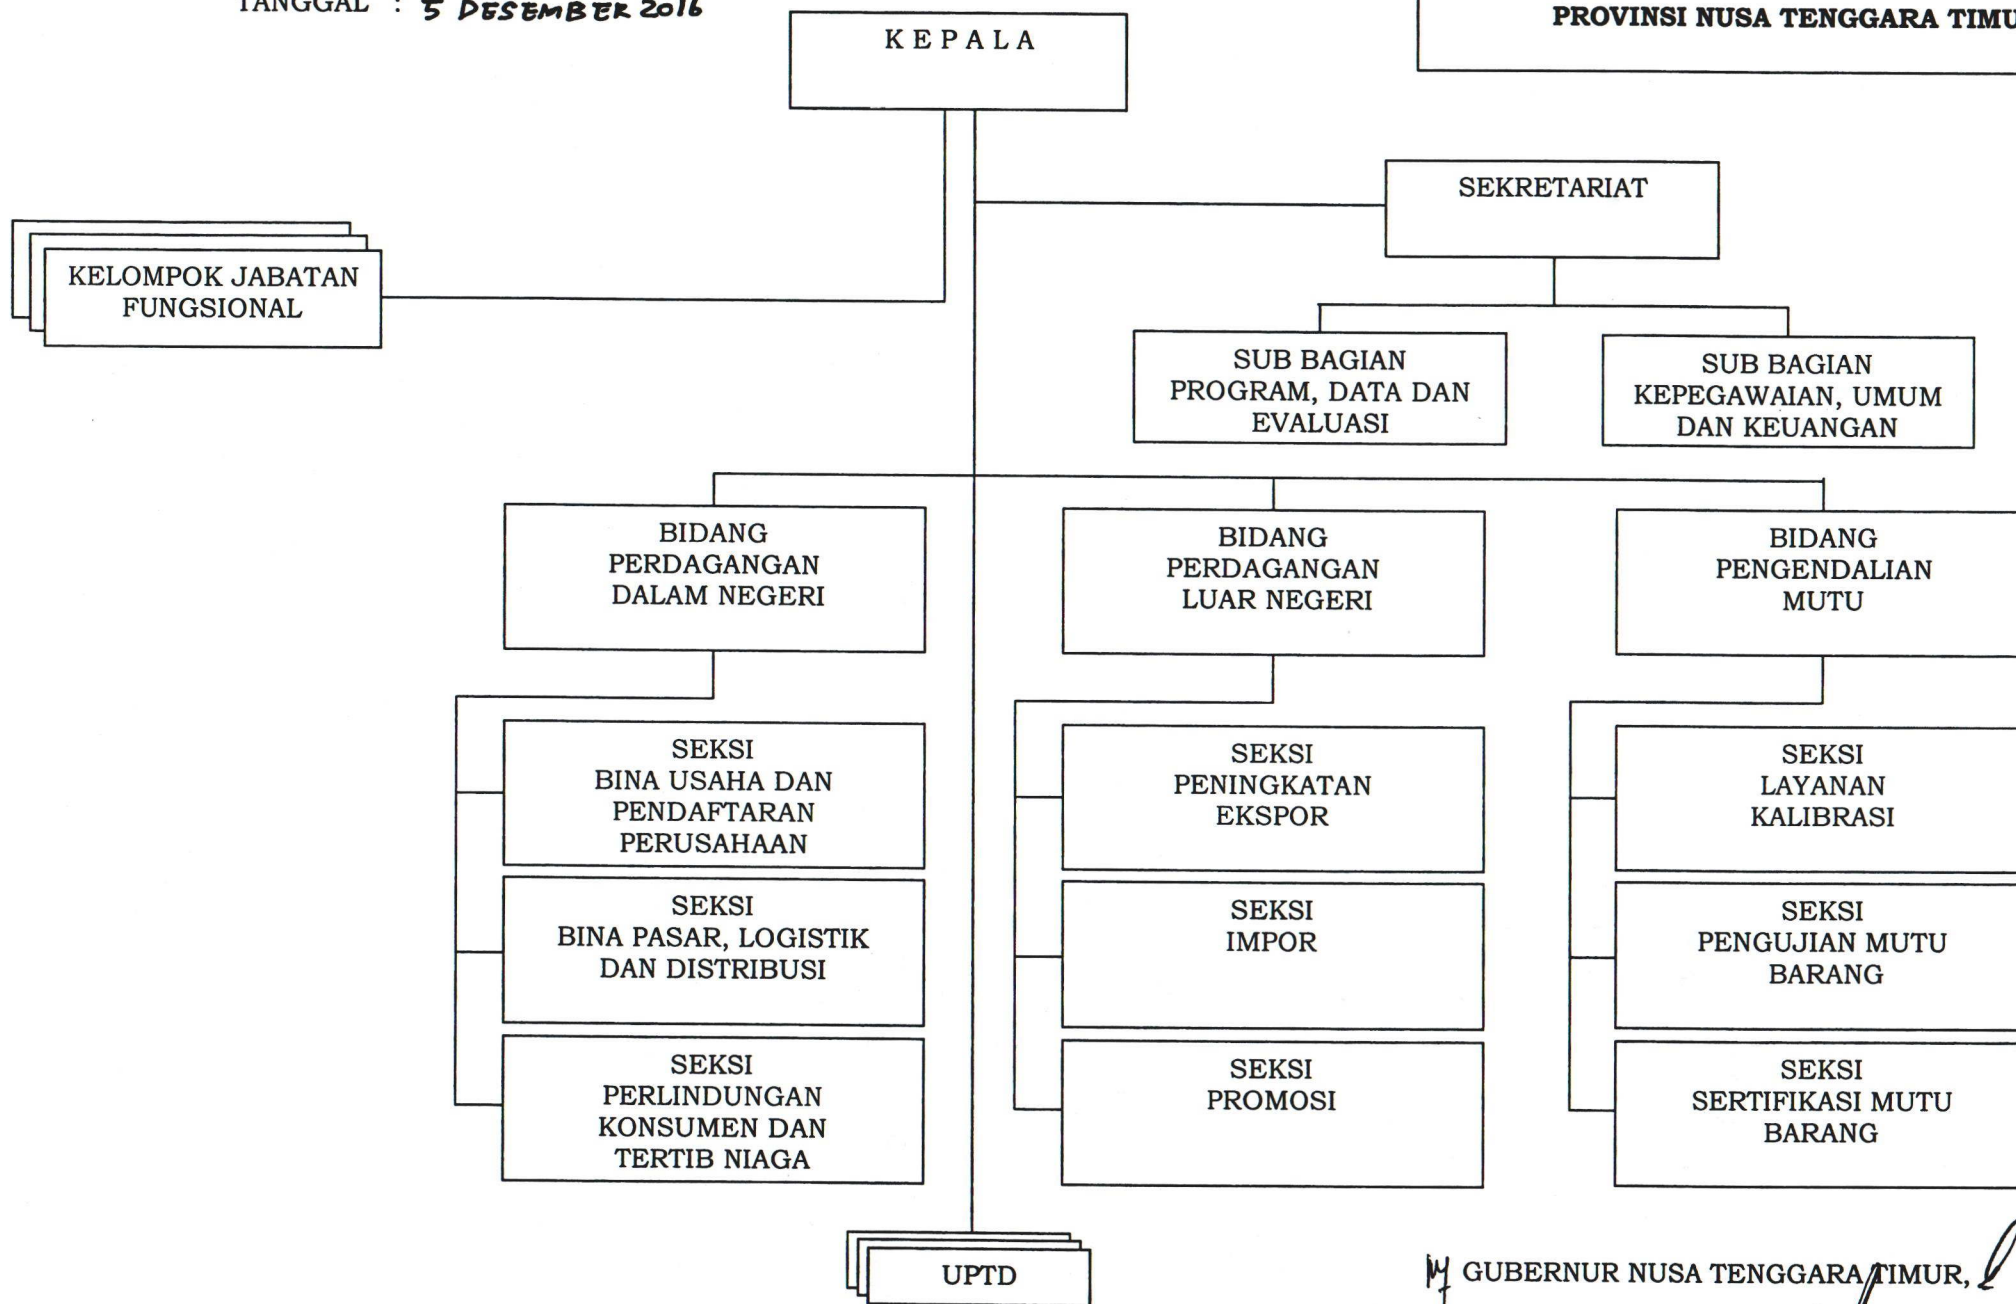 TANGGAL : 5 DESEMBER 2016
PROVINSI NUSA TENGGARA TIMU
K E P A L A
SEKRETARIAT
KELOMPOK JABATAN
FUNGSIONAL
SUB BAGIAN
PROGRAM, DATA DAN
EVALUASI
SUB BAGIAN
KEPEGAWAIAN, UMUM
DAN KEUANGAN
BIDANG
PERDAGANGAN
DALAM NEGERI
BIDANG
PERDAGANGAN
LUAR NEGERI
BIDANG
PENGENDALIAN
MUTU
SEKSI
BINA USAHA DAN
PENDAFTARAN
PERUSAHAAN
SEKSI
BINA PASAR, LOGISTIK
DAN DISTRIBUSI
SEKSI
PERLINDUNGAN
KONSUMEN DAN
TERTIB NIAGA
SEKSI
PENINGKATAN
EKSPOR
SEKSI
IMPOR
SEKSI
PROMOSI
SEKSI
LAYANAN
KALIBRASI
SEKSI
PENGUJIAN MUTU
BARANG
SEKSI
SERTIFIKASI MUTU
BARANG
UPTD
GUBERNUR NUSA TENGGARA TIMUR,